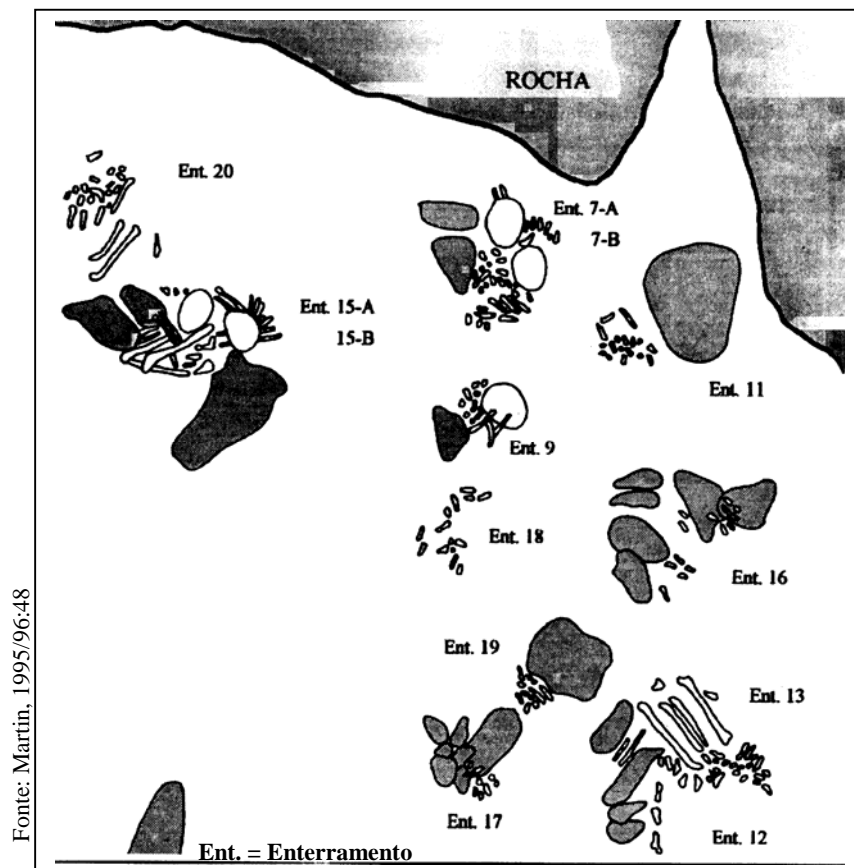 ROCHA
Ent. 20
Ent. 7-A
7-B
Ent. 15-A
15-B
Ent. 11
Ent. 9
Ent. 18
Ent. 16
Ent. 19
Ent. 13
Ent. 17
Ent. 12
Ent. = Enterramento
Fonte: Martin, 1995/96:48